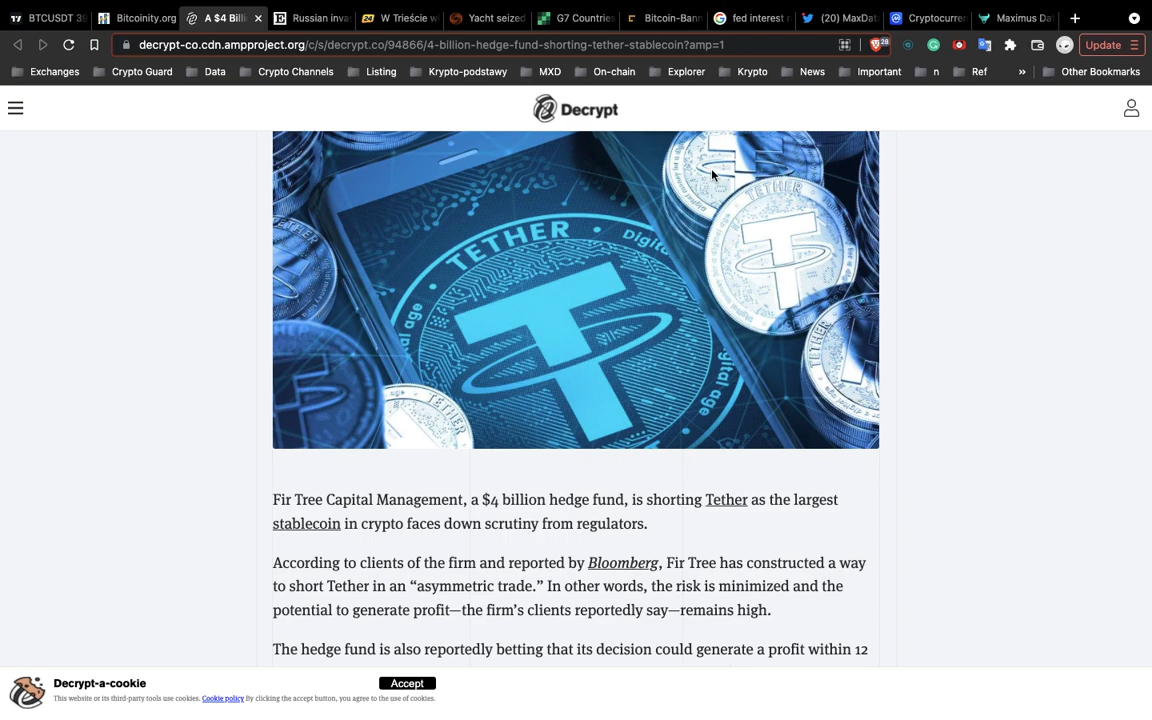 BTCUSDT 39
Bitcoinity.org
A $4 Billi
Russian inva
W Trieście w
Yacht seized
G7 Countries
Bitcoin-Bann
fed interest r
(20) MaxData
Cryptocurren
Maximus Da
decrypt-co.cdn.ampproject.org/c/s/decrypt.co/94866/4-billion-hedge-fund-shorting-tether-stablecoin?amp=1
28
Update
Exchanges
Crypto Guard
Data
Crypto Channels
Listing
Krypto-podstawy
MXD
On-chain
Explorer
Krypto
News
Important
n
Ref
»
Other Bookmarks
Decrypt
TETHER
Digital
TETHER
Fir Tree Capital Management, a $4 billion hedge fund, is shorting Tether as the largest
stablecoin in crypto faces down scrutiny from regulators.
According to clients of the firm and reported by Bloomberg, Fir Tree has constructed a way
to short Tether in an “asymmetric trade.” In other words, the risk is minimized and the
potential to generate profit—the firm’s clients reportedly say—remains high.
The hedge fund is also reportedly betting that its decision could generate a profit within 12
Decrypt-a-cookie
This website or its third-party tools use cookies. Cookie policy By clicking the accept button, you agree to the use of cookies.
Accept